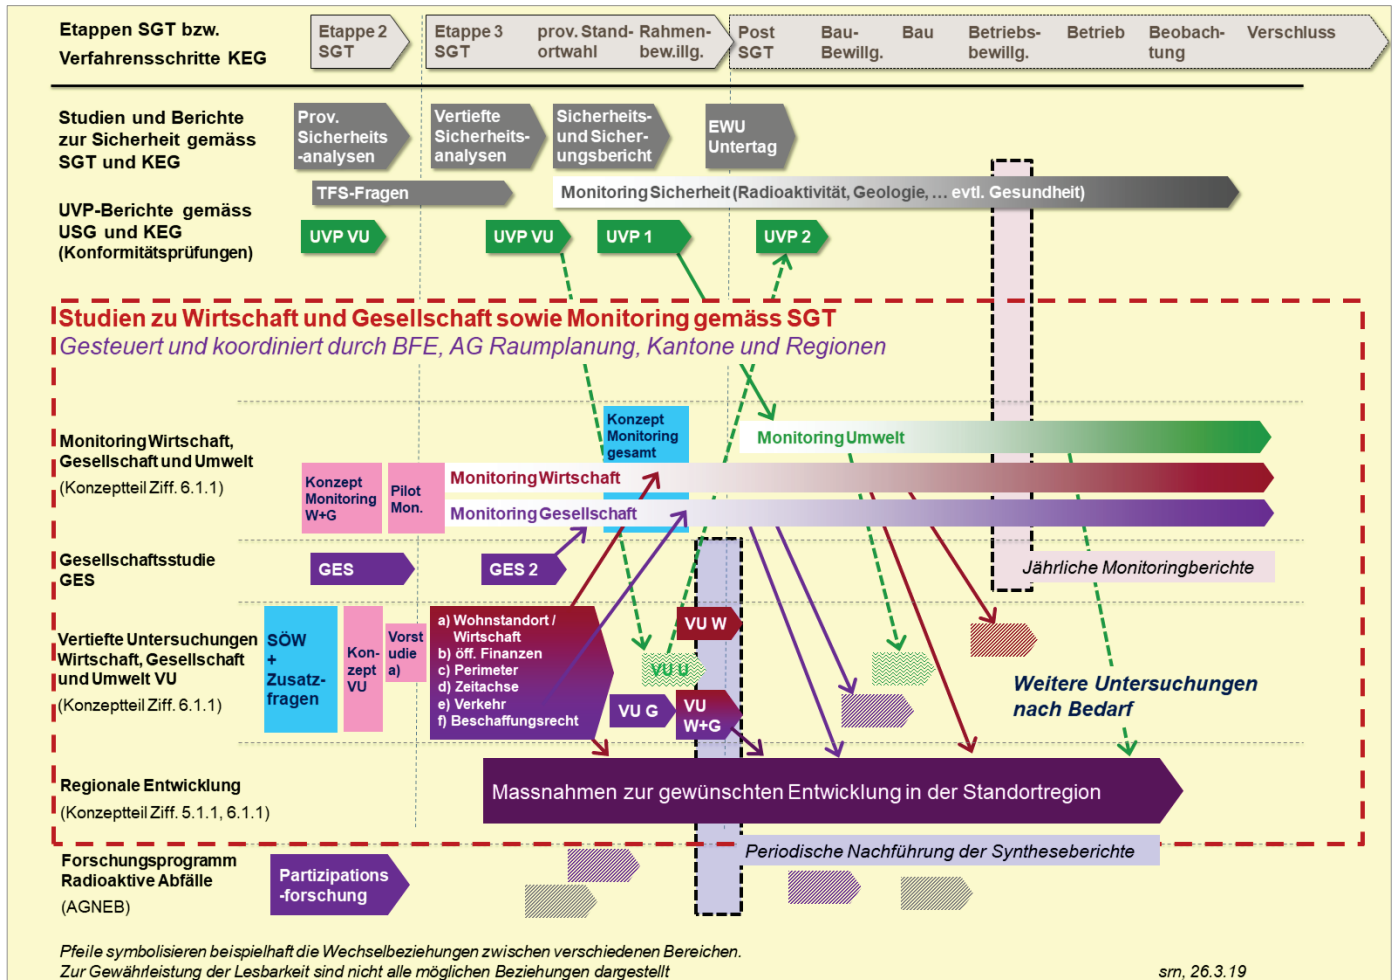 Etappen SGT bzw.
Verfahrensschritte KEG
Etappe 2
SGT
Etappe 3
SGT
prov. Stand-
ortwahl
Rahmen-
bew.illg.
Post
SGT
Bau-
Bewillg.
Bau
Betriebs-
bewillg.
Betrieb
Beobach-
tung
Verschluss
Studien und Berichte
zur Sicherheit gemäss
SGT und KEG
Prov.
Sicherheits
-analysen
Vertiefte
Sicherheits-
analysen
Sicherheits-
und Sicher-
ungsbericht
EWU
Untertag
TFS-Fragen
Monitoring Sicherheit (Radioaktivität, Geologie, ... evtl. Gesundheit)
UVP-Berichte gemäss
USG und KEG
(Konformitätsprüfungen)
UVP VU
UVP VU
UVP 1
UVP 2
Studien zu Wirtschaft und Gesellschaft sowie Monitoring gemäss SGT
Gesteuert und koordiniert durch BFE, AG Raumplanung, Kantone und Regionen
Monitoring Wirtschaft,
Gesellschaft und Umwelt
(Konzeptteil Ziff. 6.1.1)
Konzept
Monitoring
W+G
Pilot
Mon.
Konzept
Monitoring
gesamt
Monitoring Umwelt
Monitoring Wirtschaft
Monitoring Gesellschaft
Gesellschaftsstudie
GES
GES
GES 2
Jährliche Monitoringberichte
Vertiefte Untersuchungen
Wirtschaft, Gesellschaft
und Umwelt VU
(Konzeptteil Ziff. 6.1.1)
SÖW
+
Zusatz-
fragen
Kon-
zept
VU
Vorst
udie
a)
a) Wohnstandort /
Wirtschaft
b) öff. Finanzen
c) Perimeter
d) Zeitachse
e) Verkehr
f) Beschaffungsrecht
VU W
VU U
VU G
VU
W+G
Weitere Untersuchungen
nach Bedarf
Regionale Entwicklung
(Konzeptteil Ziff. 5.1.1, 6.1.1)
Massnahmen zur gewünschten Entwicklung in der Standortregion
Periodische Nachführung der Syntheseberichte
Forschungsprogramm
Radioaktive Abfälle
(AGNEB)
Partizipations
-forschung
Pfeile symbolisieren beispielhaft die Wechselbeziehungen zwischen verschiedenen Bereichen.
Zur Gewährleistung der Lesbarkeit sind nicht alle möglichen Beziehungen dargestellt
srn, 26.3.19